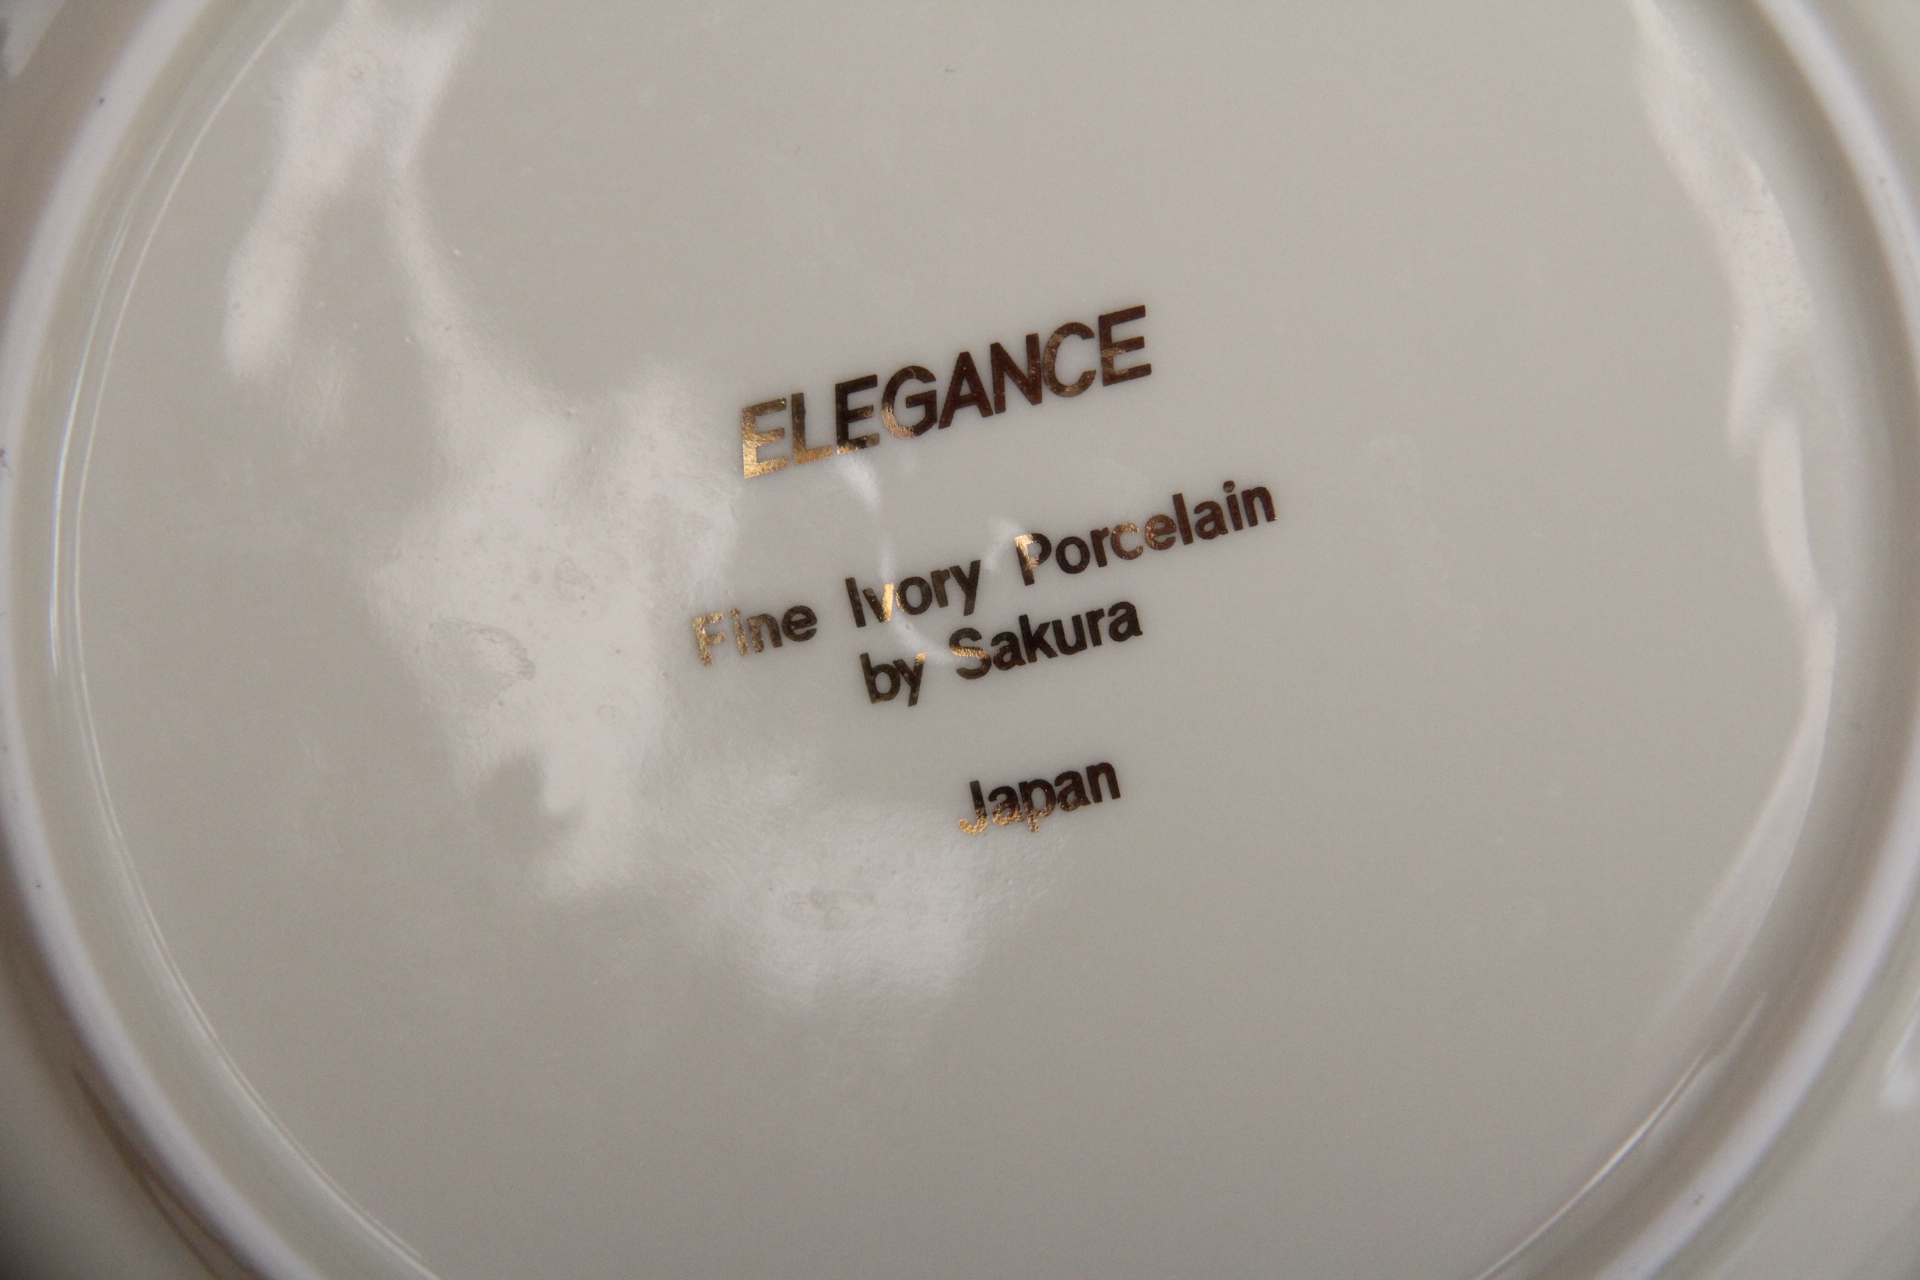 ELEGANCE
Fine Ivory Porcelain
by Sakura
Japan